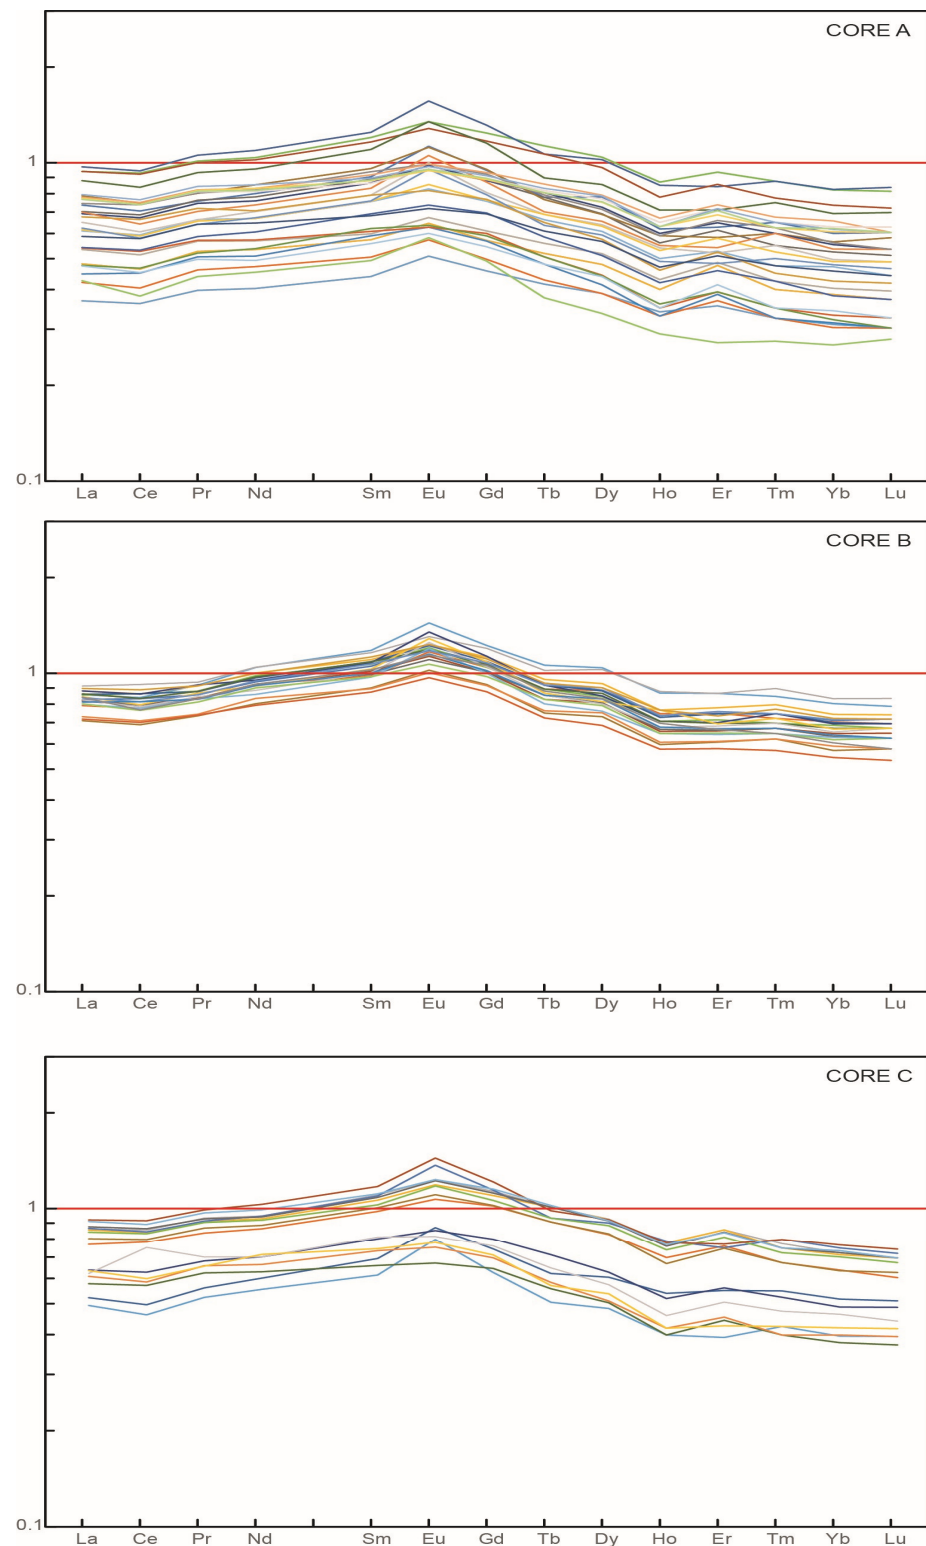 CORE A
1
0.1
La Ce Pr Nd Sm Eu Gd Tb Dy Ho Er Tm Yb Lu
CORE B
1
0.1
La Ce Pr Nd Sm Eu Gd Tb Dy Ho Er Tm Yb Lu
CORE C
1
0.1
La Ce Pr Nd Sm Eu Gd Tb Dy Ho Er Tm Yb Lu